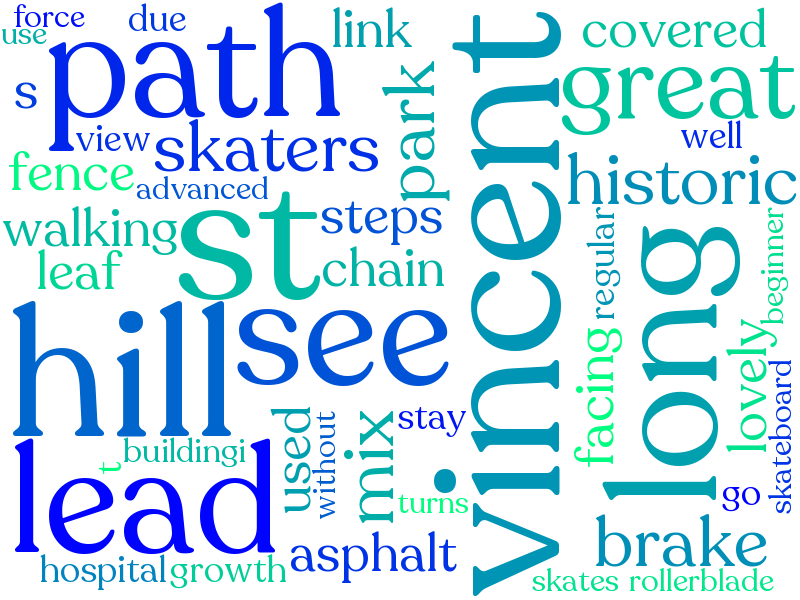 force
use
due
link
covered
path
s
park
vincent
great
view
skaters
well
fence
advanced
historic
walking
st
steps
leaf
chain
regular
long
beginner
hill
see
facing
lovely
skateboard
used
without
mix
stay
buildingi
t
lead
turns
go
asphalt
brake
hospital
growth
skates
rollerblade